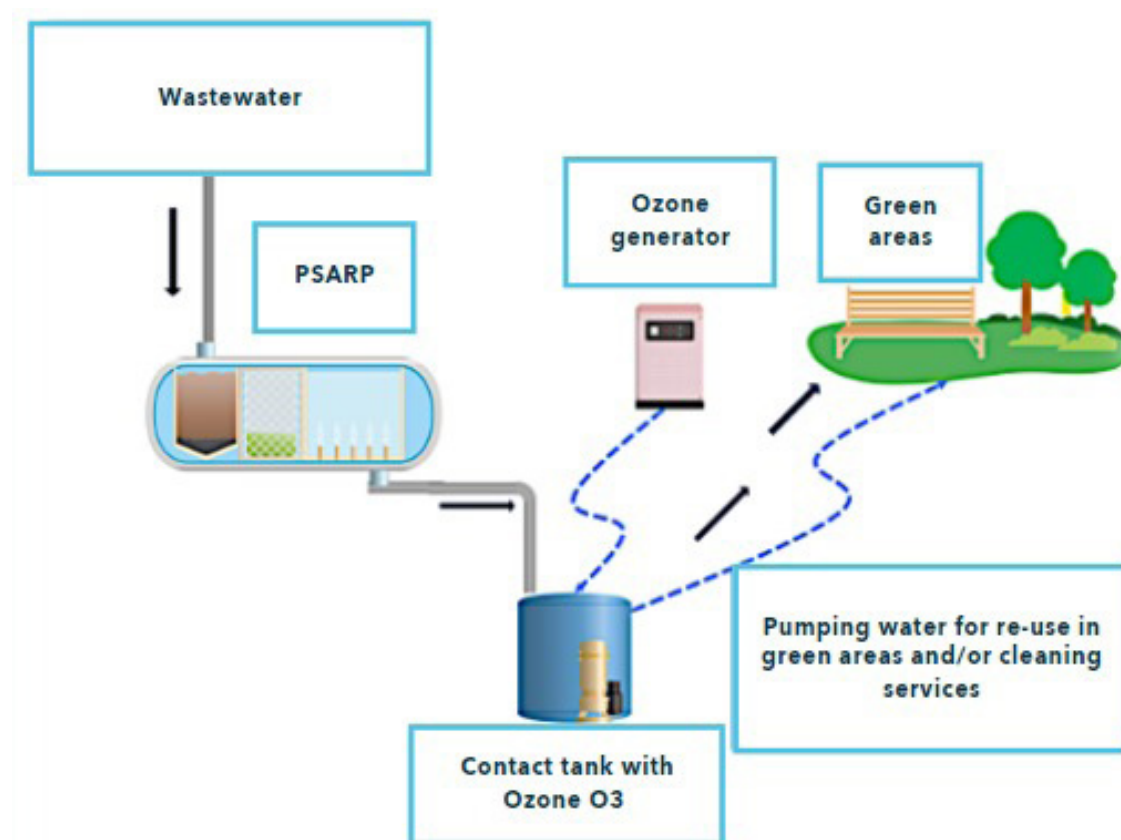 Wastewater
PSARP
Ozone
generator
Green
areas
Pumping water for re-use in
green areas and/or cleaning
services
Contact tank with
Ozone O3